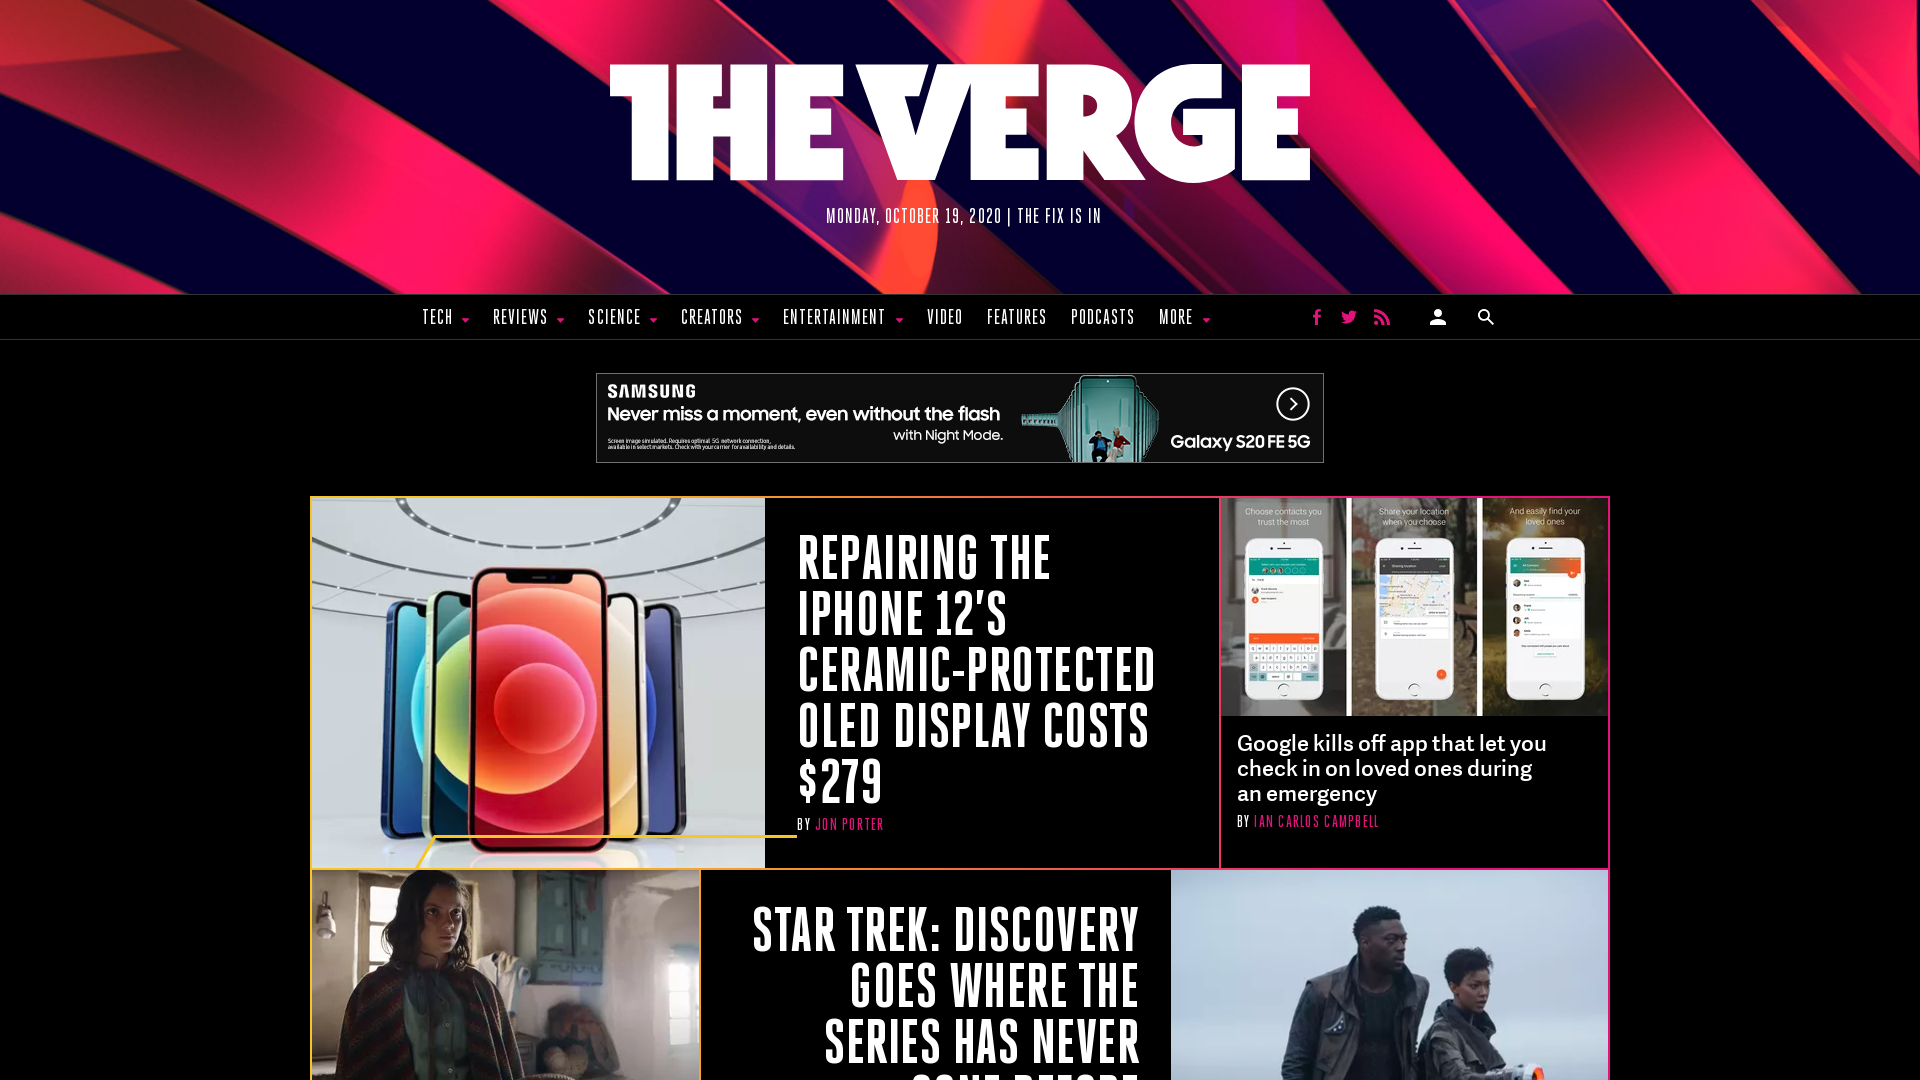 THE VERGE
MONDAY, OCTOBER 19, 2020 | THE FIX IS IN
TECH REVIEWS SCIENCE CREATORS ENTERTAINMENT VIDEO FEATURES PODCASTS MORE
SAMSUNG
Never miss a moment, even without the flash
with Night Mode.
Screen image simulated. Requires optimal 5G network connection,
available in select markets. Check with your carrier for availability and details.
Galaxy S20 FE 5G
REPAIRING THE
IPHONE 12'S
CERAMIC-PROTECTED
OLED DISPLAY COSTS
$279
BY JON PORTER
Choose contacts you
trust the most
Share your location
when you choose
And easily find your
loved ones
Google kills off app that let you
check in on loved ones during
an emergency
BY IAN CARLOS CAMPBELL
STAR TREK: DISCOVERY
GOES WHERE THE
SERIES HAS NEVER
GONE BEFORE